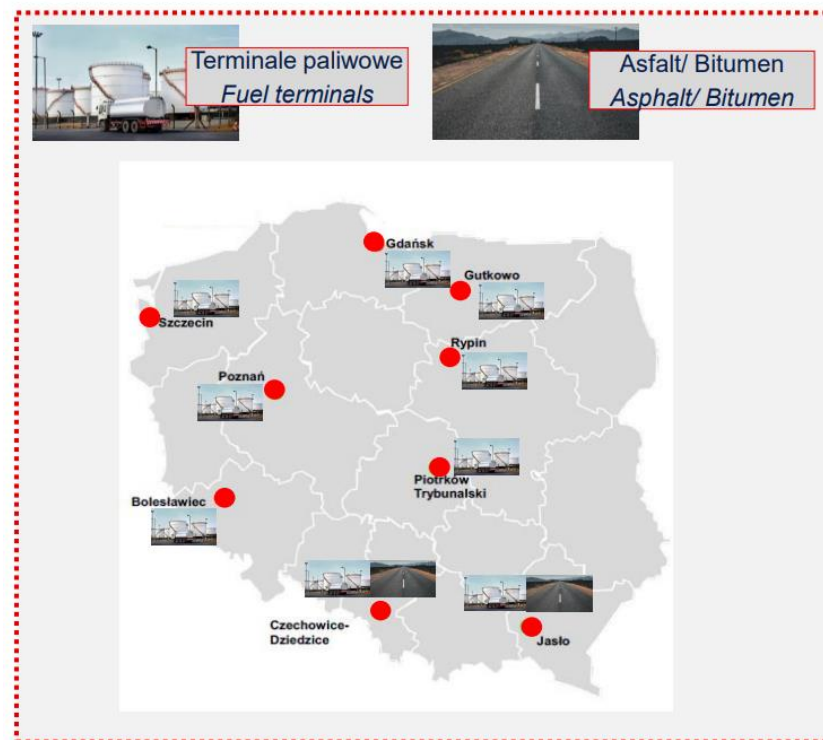 Terminale paliwowe
Fuel terminals
Asfalt/ Bitumen
Asphalt/ Bitumen
Gdańsk
Gutkowo
Szczecin
Rypin
Poznań
Piotrków
Trybunalski
Bolesławiec
Czechowice-
Dziedzice
Jasło